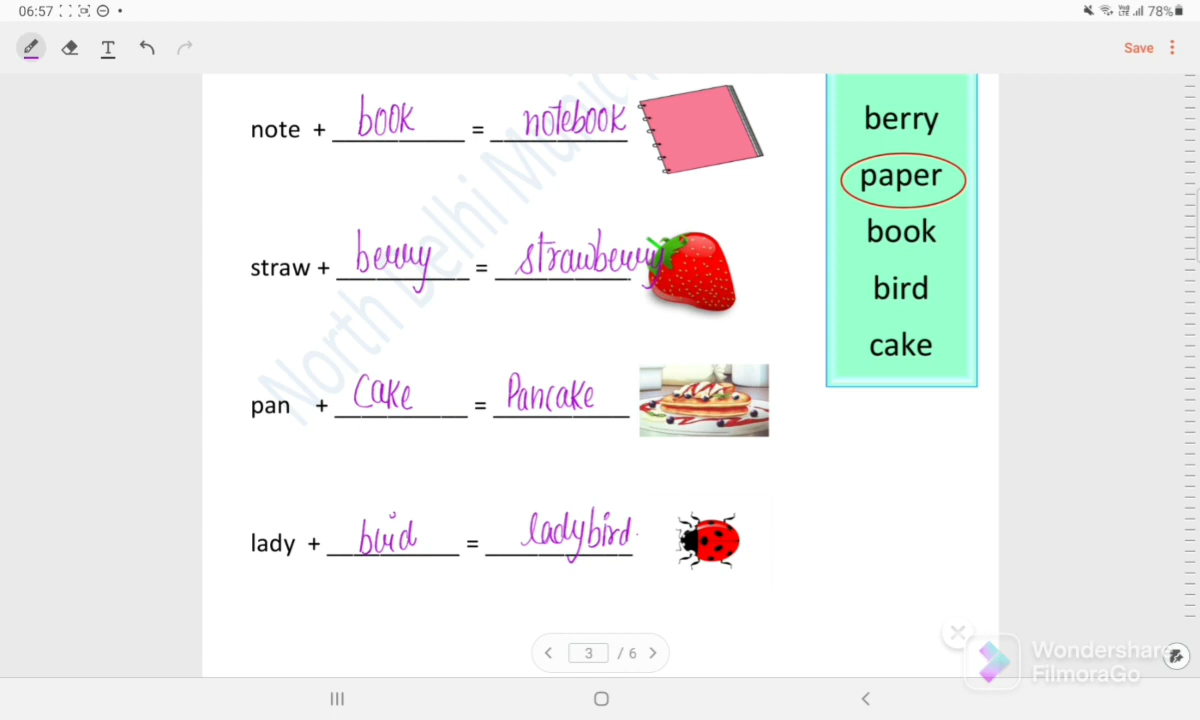 06:57 78%
T Save
note + book = notebook
straw + berry = strawberry
pan + Cake = Pancake
lady + bird = ladybird.
berry
paper
book
bird
cake
North Delhi
3 / 6
Wondershare
FilmoraGo